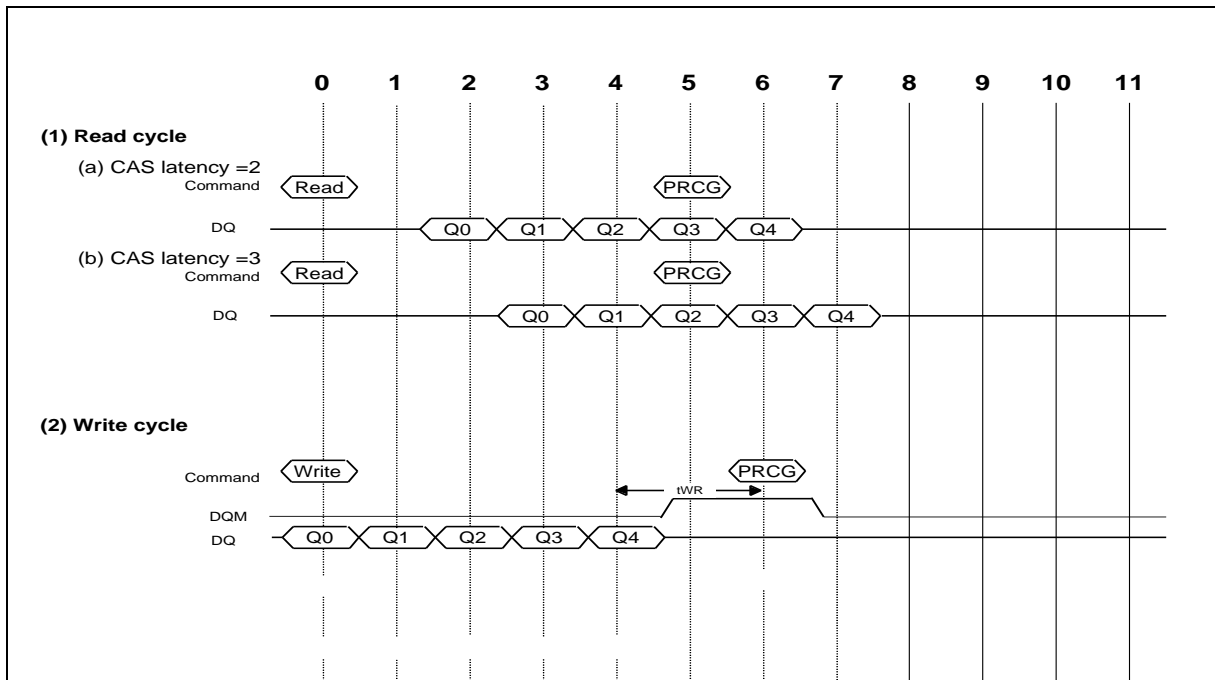 0 1 2 3 4 5 6 7 8 9 10 11
(1) Read cycle
(a) CAS latency =2
Command Read PRCG
DQ Q0 Q1 Q2 Q3 Q4
(b) CAS latency =3
Command Read PRCG
DQ Q0 Q1 Q2 Q3 Q4
(2) Write cycle
Command Write PRCG
tWR
DQM
DQ Q0 Q1 Q2 Q3 Q4